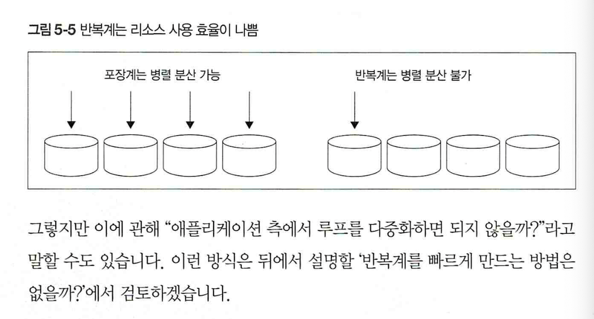 그림 5-5 반복계는 리소스 사용 효율이 나쁨
포장계는 병렬 분산 가능
반복계는 병렬 분산 불가
그렇지만 이에 관해 “애플리케이션 측에서 루프를 다중화하면 되지 않을까?”라고
말할 수도 있습니다. 이런 방식은 뒤에서 설명할 ‘반복계를 빠르게 만드는 방법은
없을까?’에서 검토하겠습니다.